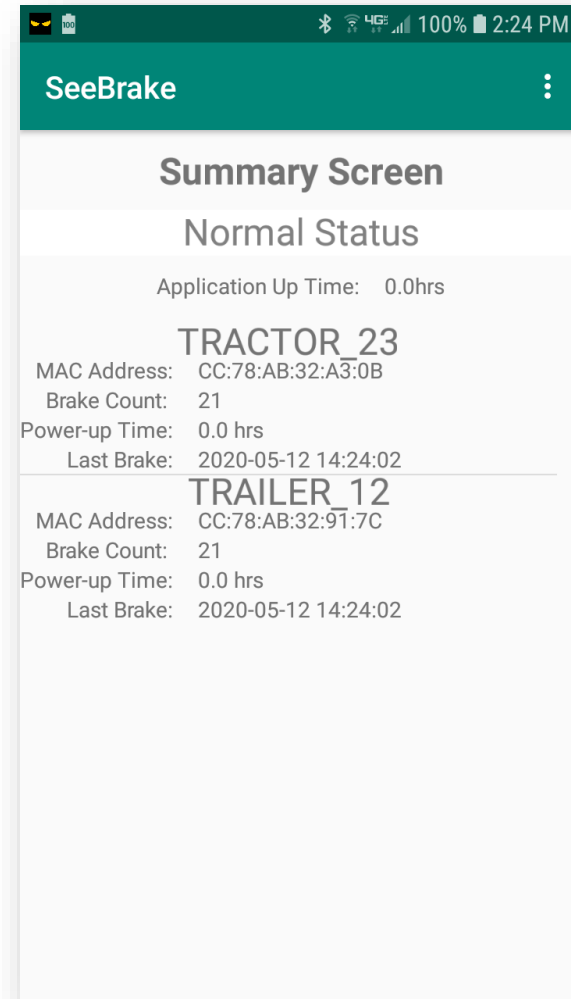 100 4G 100% 2:24 PM
SeeBrake
Summary Screen
Normal Status
Application Up Time: 0.0hrs
TRACTOR_23
MAC Address: CC:78:AB:32:A3:0B
Brake Count: 21
Power-up Time: 0.0 hrs
Last Brake: 2020-05-12 14:24:02
TRAILER_12
MAC Address: CC:78:AB:32:91:7C
Brake Count: 21
Power-up Time: 0.0 hrs
Last Brake: 2020-05-12 14:24:02